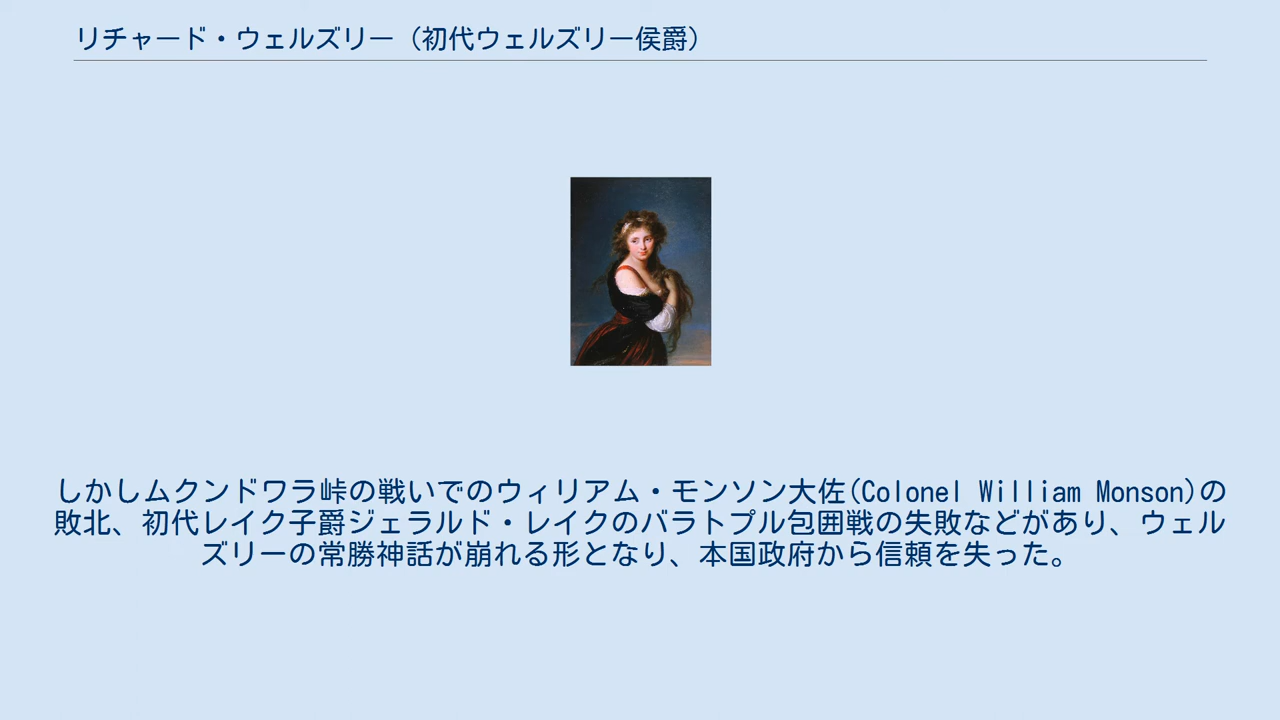 リチャード・ウェルズリー（初代ウェルズリー侯爵）
しかしムクンドワラ峠の戦いでのウィリアム・モンソン大佐(Colonel William Monson)の
敗北、初代レイク子爵ジェラルド・レイクのバラトプル包囲戦の失敗などがあり、ウェル
ズリーの常勝神話が崩れる形となり、本国政府から信頼を失った。